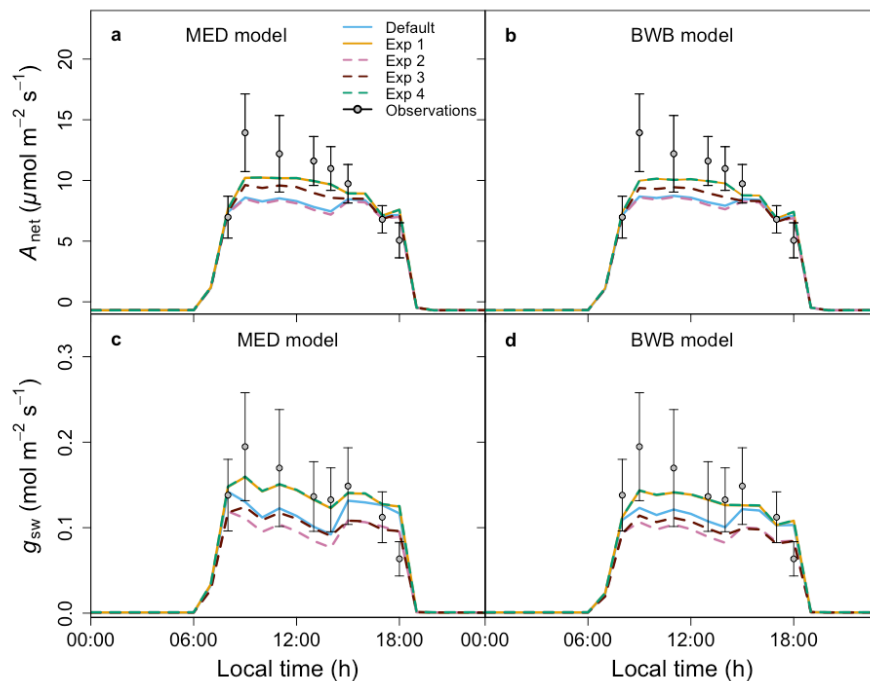 a MED model
Default
Exp 1
Exp 2
Exp 3
Exp 4
Observations
b BWB model
20
15
10
5
0
A_net (µmol m⁻² s⁻¹)
c MED model
d BWB model
0.3
0.2
0.1
0.0
g_sw (mol m⁻² s⁻¹)
00:00 06:00 12:00 18:00 00:00 06:00 12:00 18:00
Local time (h) Local time (h)